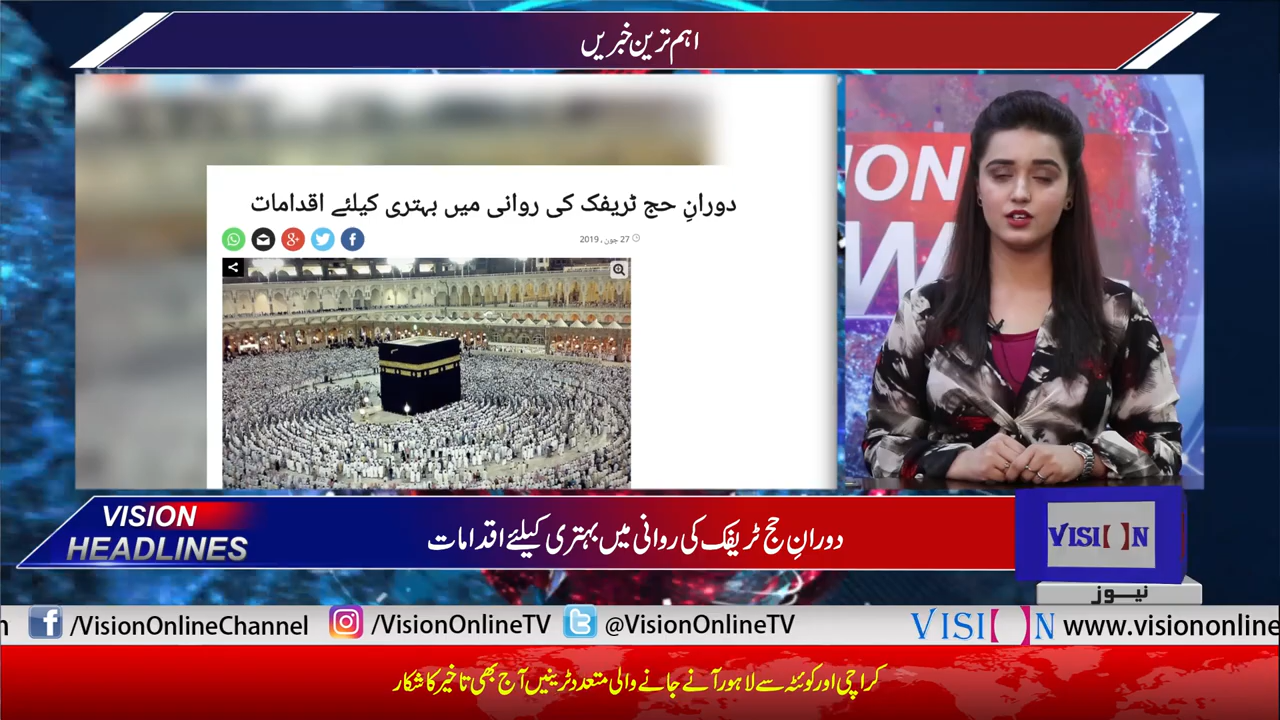 اہم ترین خبریں
دورانِ حج ٹریفک کی روانی میں بہتری کیلئے اقدامات
27 جون ، 2019
ION
W
VISION
HEADLINES
دورانِ حج ٹریفک کی روانی میں بہتری کیلئے اقدامات
VISION
نیوز
/VisionOnlineChannel
/VisionOnlineTV
@VisionOnlineTV
VISION www.visiononline
کراچی اور کوئٹہ سے لاہور آنے جانے والی متعدد ٹرینیں آج بھی تاخیر کا شکار